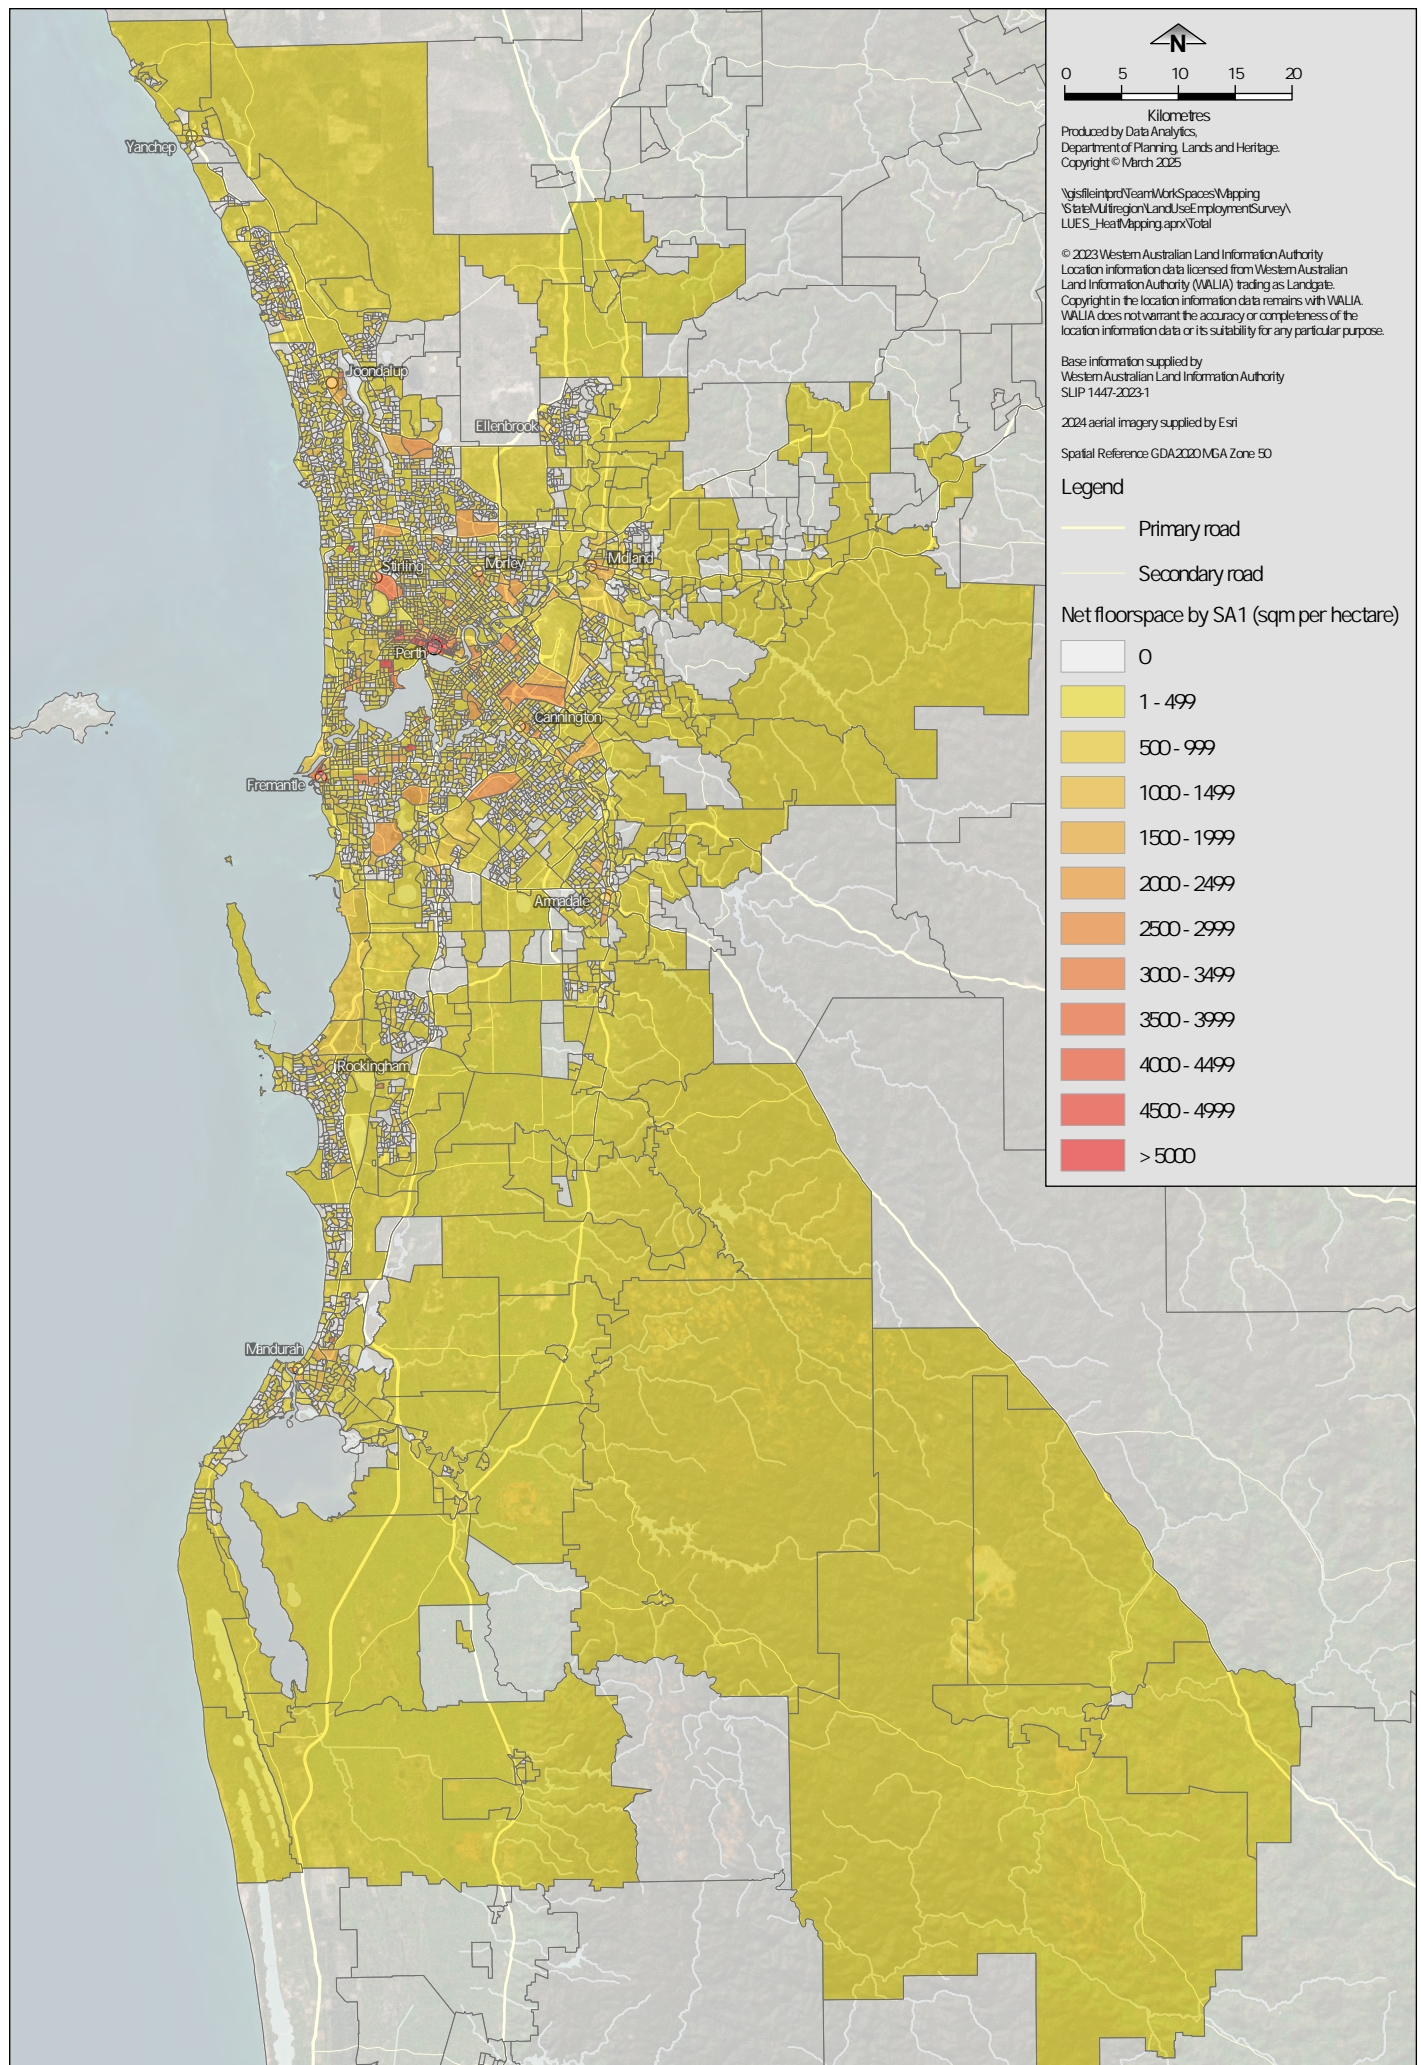 N
0 5 10 15 20
Kilometres
Produced by Data Analytics,
Department of Planning, Lands and Heritage.
Copyright © March 2025
\\gisfileintprd\TeamWorkSpaces\Mapping
\StateMultiregion\LandUseEmploymentSurvey\
LUES_HeatMapping.aprx\Total
© 2023 Western Australian Land Information Authority
Location information data licensed from Western Australian
Land Information Authority (WALIA) trading as Landgate.
Copyright in the location information data remains with WALIA.
WALIA does not warrant the accuracy or completeness of the
location information data or its suitability for any particular purpose.
Base information supplied by
Western Australian Land Information Authority
SLIP 1447-2023-1
2024 aerial imagery supplied by Esri
Spatial Reference GDA2020 MGA Zone 50
Legend
Primary road
Secondary road
Net floorspace by SA1 (sqm per hectare)
0
1 - 499
500 - 999
1000 - 1499
1500 - 1999
2000 - 2499
2500 - 2999
3000 - 3499
3500 - 3999
4000 - 4499
4500 - 4999
> 5000
Yanchep
Joondalup
Ellenbrook
Stirling
Morley
Midland
Perth
Cannington
Fremantle
Armadale
Rockingham
Mandurah